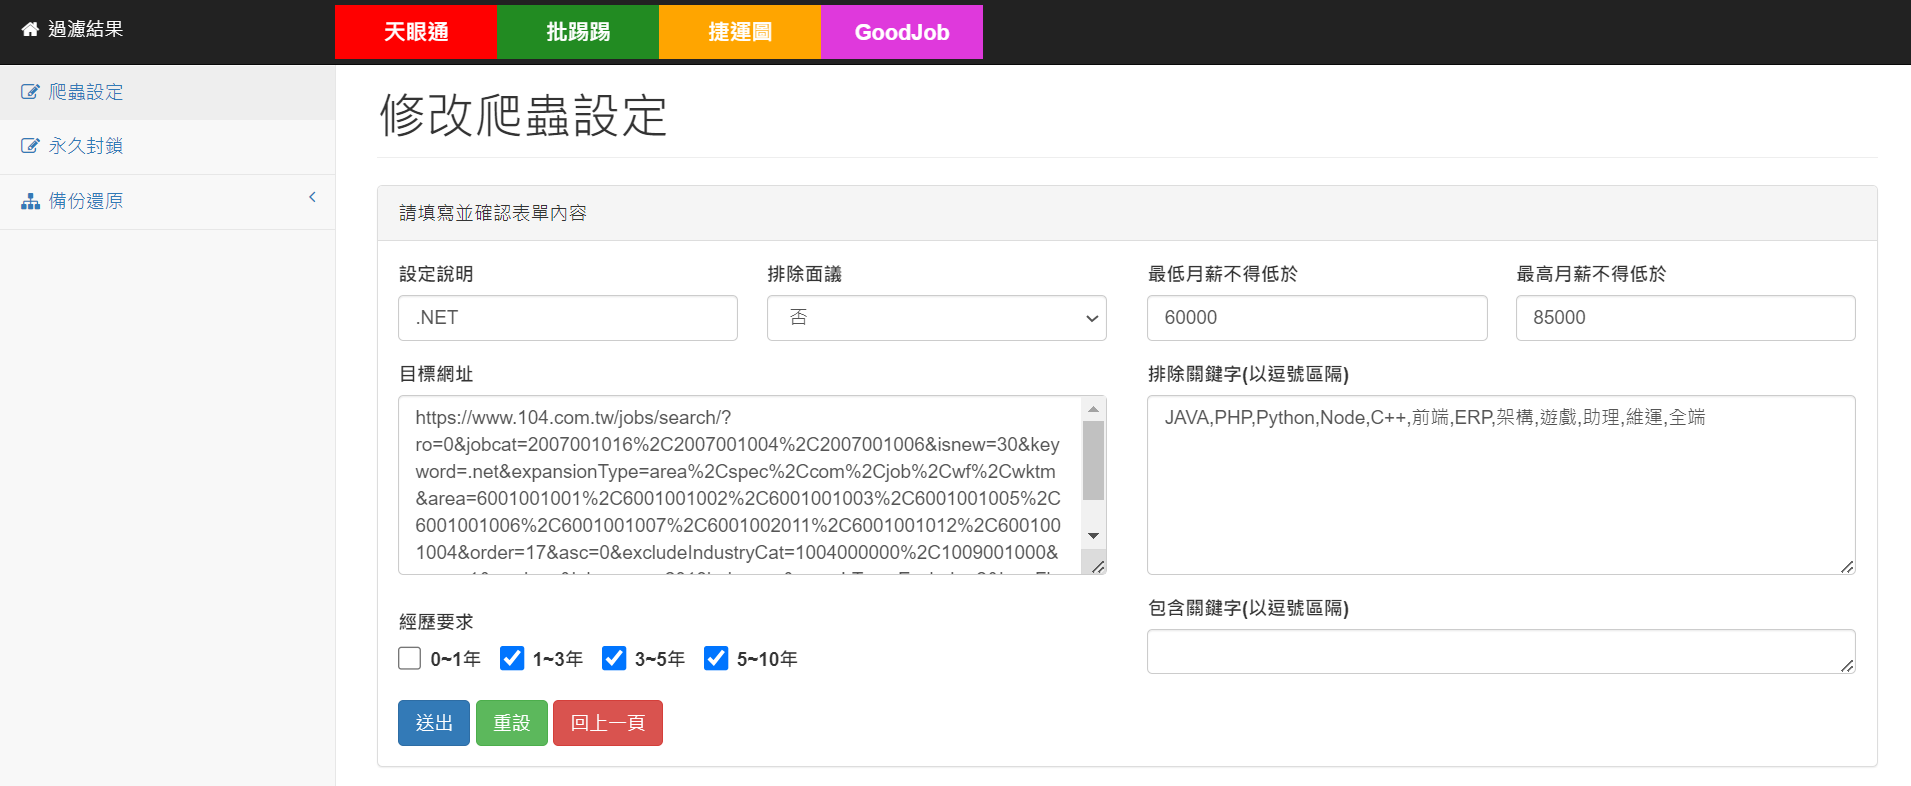 過濾結果
天眼通
批踢踢
捷運圖
GoodJob
爬蟲設定
永久封鎖
備份還原
修改爬蟲設定
請填寫並確認表單內容
設定說明
排除面議
最低月薪不得低於
最高月薪不得低於
.NET
否
60000
85000
目標網址
https://www.104.com.tw/jobs/search/?
ro=0&jobcat=2007001016%2C2007001004%2C2007001006&isnew=30&key
word=.net&expansionType=area%2Cspec%2Ccom%2Cjob%2Cwf%2Cwktm
&area=6001001001%2C6001001002%2C6001001003%2C6001001005%2C
6001001006%2C6001001007%2C6001002011%2C6001001012%2C600100
1004&order=17&asc=0&excludeIndustryCat=1004000000%2C1009001000&
排除關鍵字(以逗號區隔)
JAVA,PHP,Python,Node,C++,前端,ERP,架構,遊戲,助理,維運,全端
經歷要求
0~1年
1~3年
3~5年
5~10年
包含關鍵字(以逗號區隔)
送出
重設
回上一頁